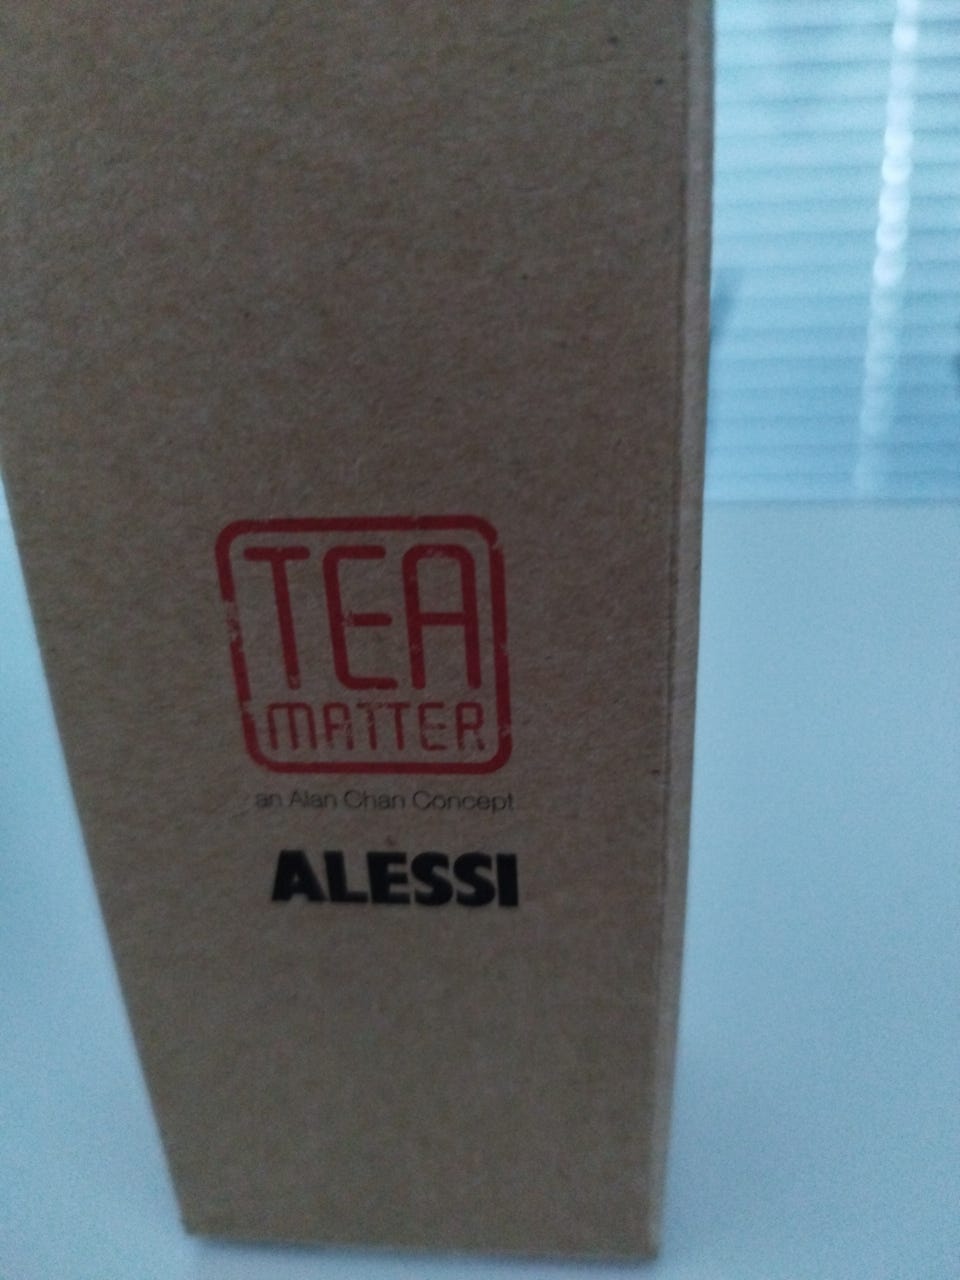 TEA
MATTER
an Alan Chan Concept
ALESSI